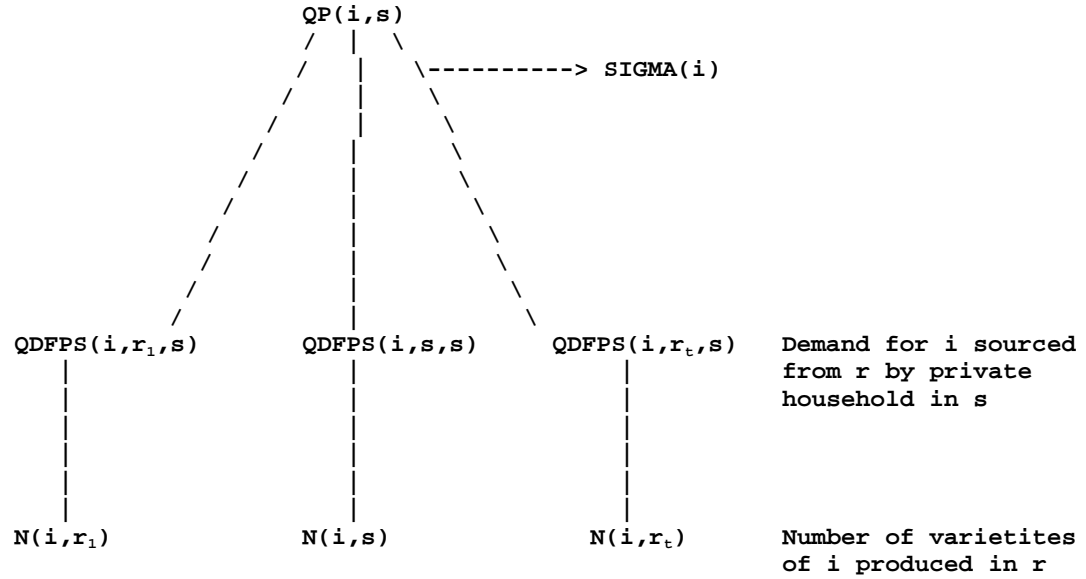 QP(i,s)
----------> SIGMA(i)
QDFPS(i,r₁,s) QDFPS(i,s,s) QDFPS(i,rₜ,s) Demand for i sourced
from r by private
household in s
N(i,r₁) N(i,s) N(i,rₜ) Number of varietites
of i produced in r